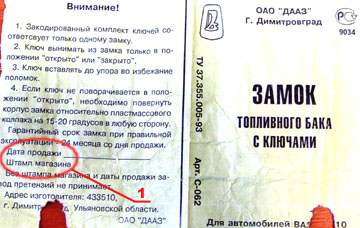 Внимание!
1. Закодированный комплект ключей со-
ответсвует только одному замку.
2. Ключ вынимать из замка только в по-
ложении "открыто" или "закрыто".
3. Ключ вставлять до упора во избежание
поломок.
4. Если ключ не поворачивается в поло-
жении "открыто", необходимо повернуть
корпус замка относительно пластмассового
колпака на 15-20 градусов в любую сторону.
Гарантийный срок замка при правильной
эксплуатации - 24 месяца со дня продажи.
Дата продажи
Штамп магазина
Без штампа магазина и даты продажи за-
вод претензий не принимает.
Адрес изготовителя: 433510,
г. Димитровград Ульяновской области.
ОАО "ДААЗ"
1
ОАО "ДААЗ"
г. Димитровград
9034
ТУ 37.355.005-93
Арт. С-062
ЗАМОК
ТОПЛИВНОГО БАКА
С КЛЮЧАМИ
Для автомобилей ВАЗ